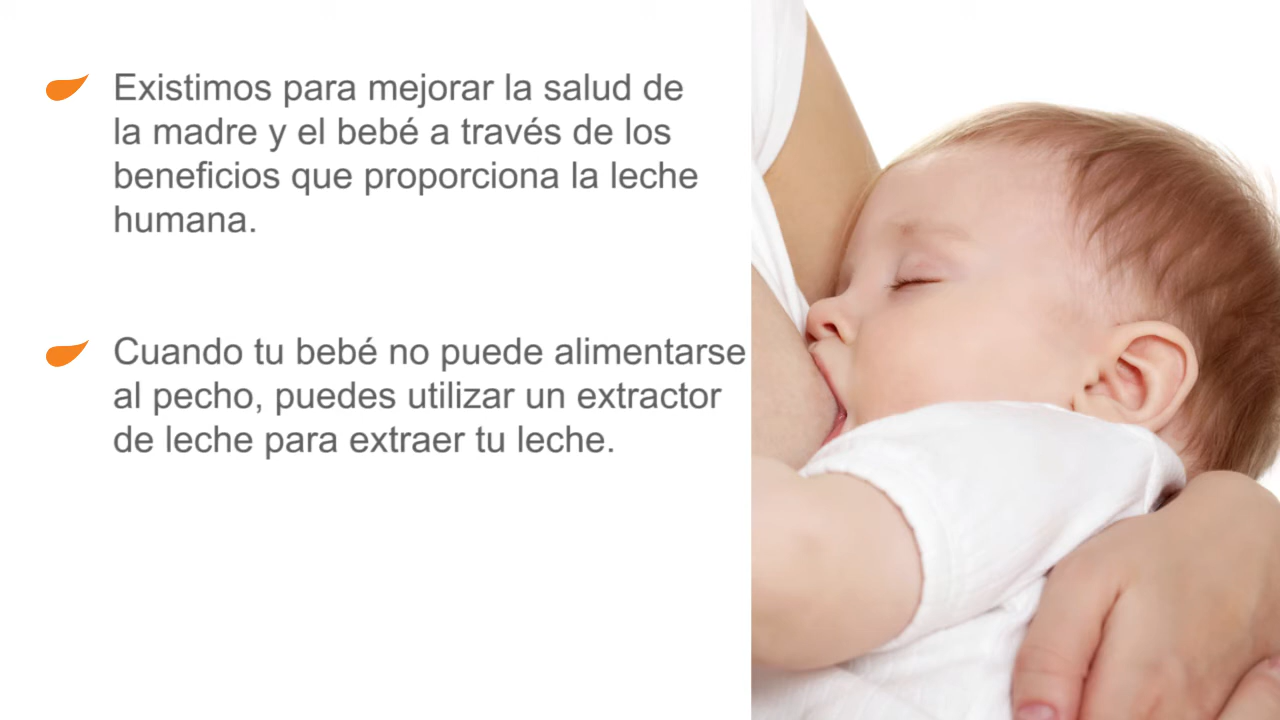 Existimos para mejorar la salud de
la madre y el bebé a través de los
beneficios que proporciona la leche
humana.
Cuando tu bebé no puede alimentarse
al pecho, puedes utilizar un extractor
de leche para extraer tu leche.